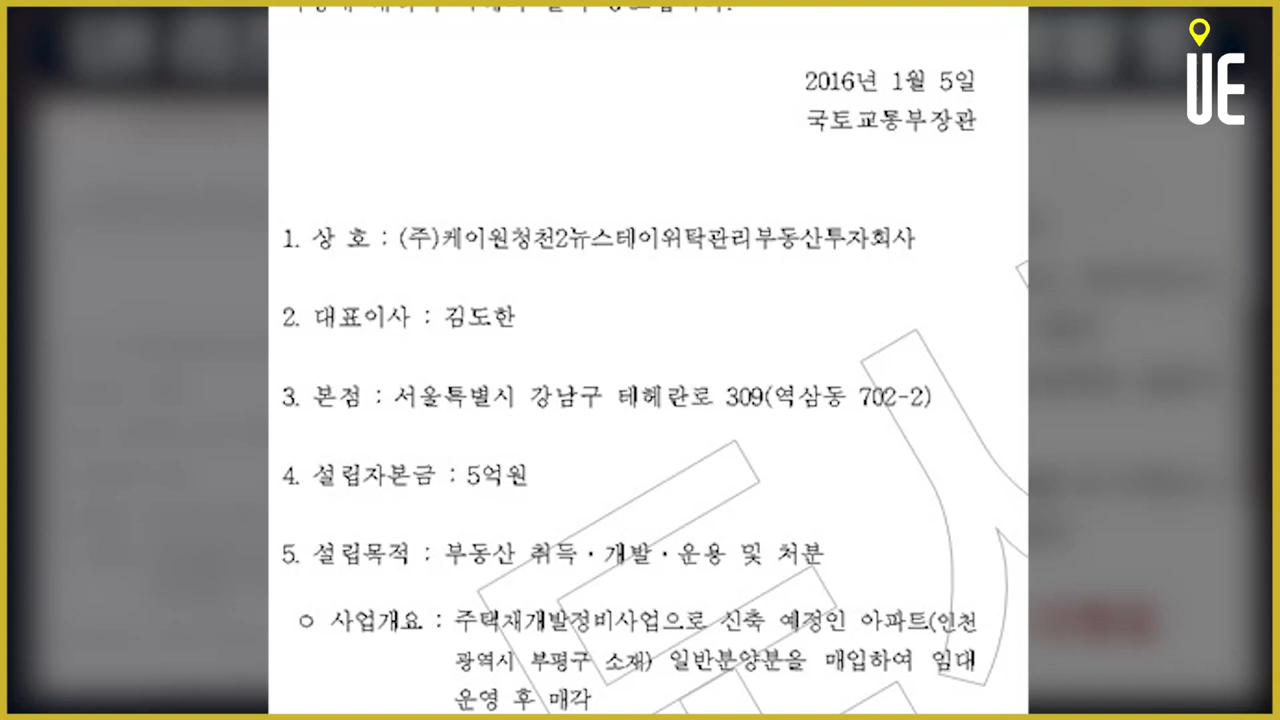 2016년 1월 5일
국토교통부장관
1. 상 호 : (주)케이원청천2뉴스테이위탁관리부동산투자회사
2. 대표이사 : 김도한
3. 본점 : 서울특별시 강남구 테헤란로 309(역삼동 702-2)
4. 설립자본금 : 5억원
5. 설립목적 : 부동산 취득·개발·운용 및 처분
ㅇ 사업개요 : 주택재개발정비사업으로 신축 예정인 아파트(인천
광역시 부평구 소재) 일반분양분을 매입하여 임대
운영 후 매각